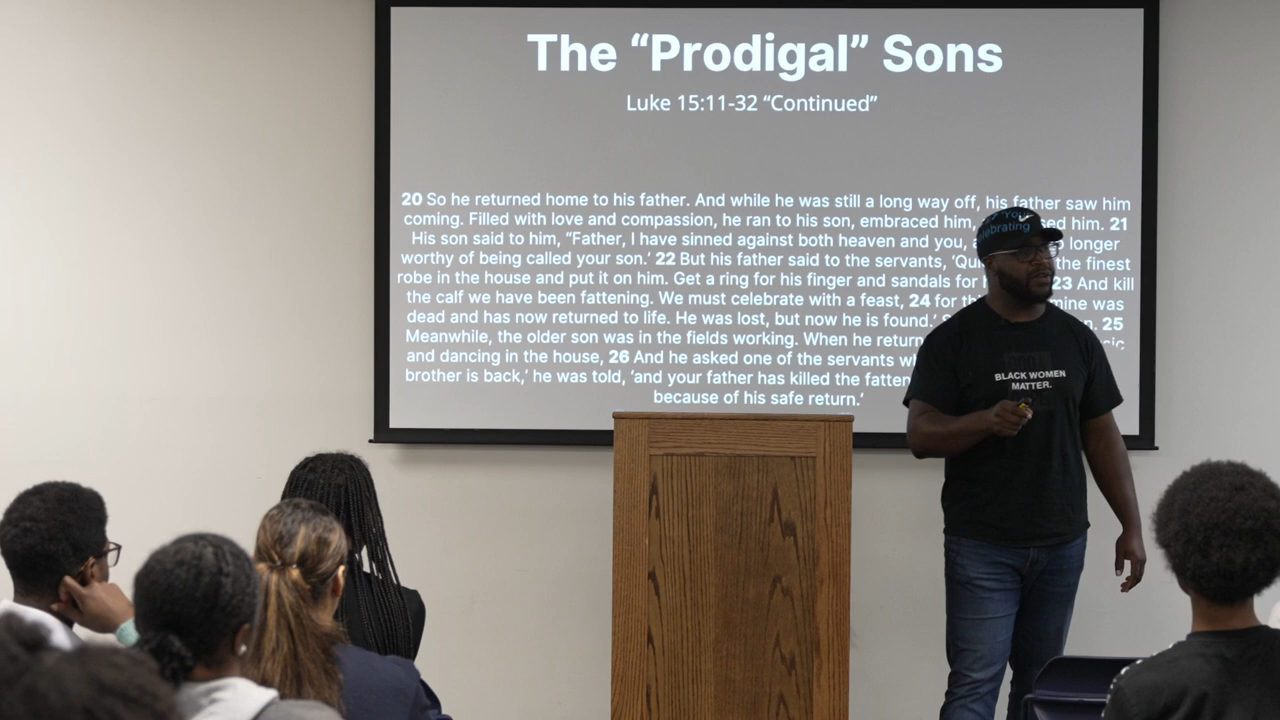 The “Prodigal” Sons
Luke 15:11-32 “Continued”
20 So he returned home to his father. And while he was still a long way off, his father saw him
coming. Filled with love and compassion, he ran to his son, embraced him, sed him. 21
His son said to him, “Father, I have sinned against both heaven and you, a longer
worthy of being called your son.’ 22 But his father said to the servants, ‘Qui the finest
robe in the house and put it on him. Get a ring for his finger and sandals for 23 And kill
the calf we have been fattening. We must celebrate with a feast, 24 for thi mine was
dead and has now returned to life. He was lost, but now he is found.’ S n. 25
Meanwhile, the older son was in the fields working. When he return sic
and dancing in the house, 26 And he asked one of the servants wh
brother is back,’ he was told, ‘and your father has killed the fatten
because of his safe return.’
BLACK WOMEN
MATTER.